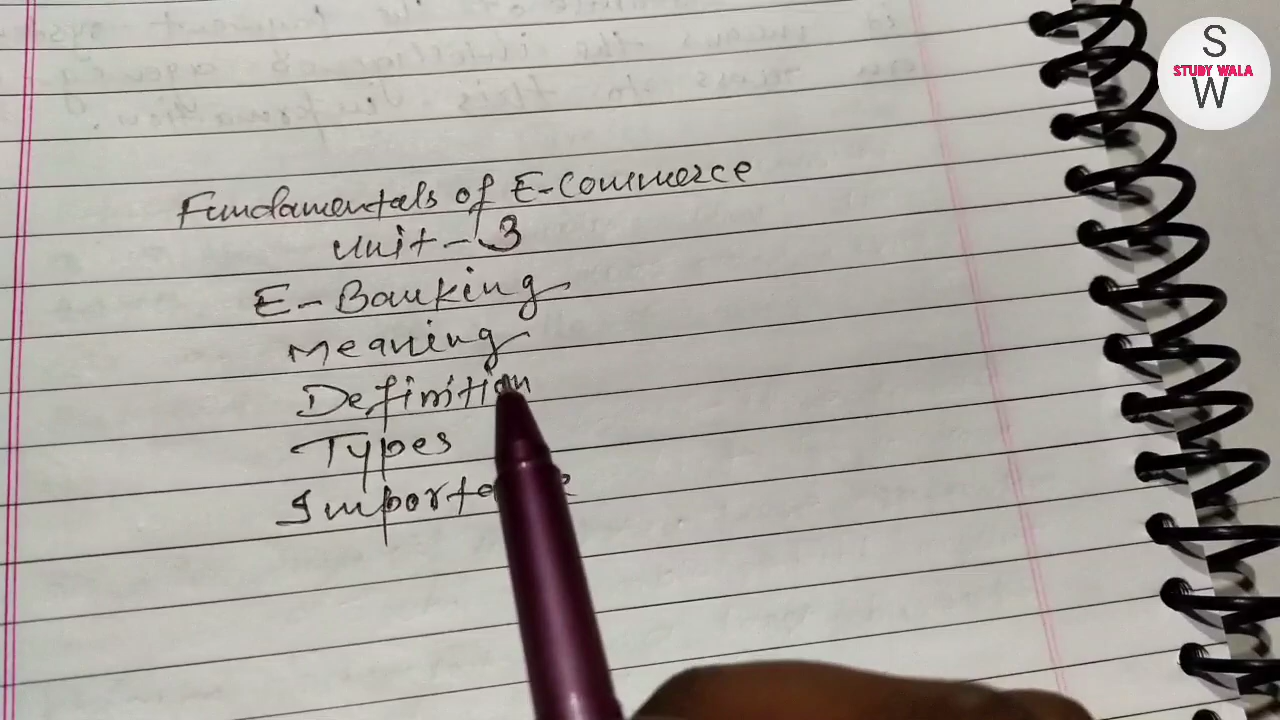 S
STUDY WALA
W
Fundamentals of E-Commerce
Unit - 3
E-Banking
Meaning
Definition
Types